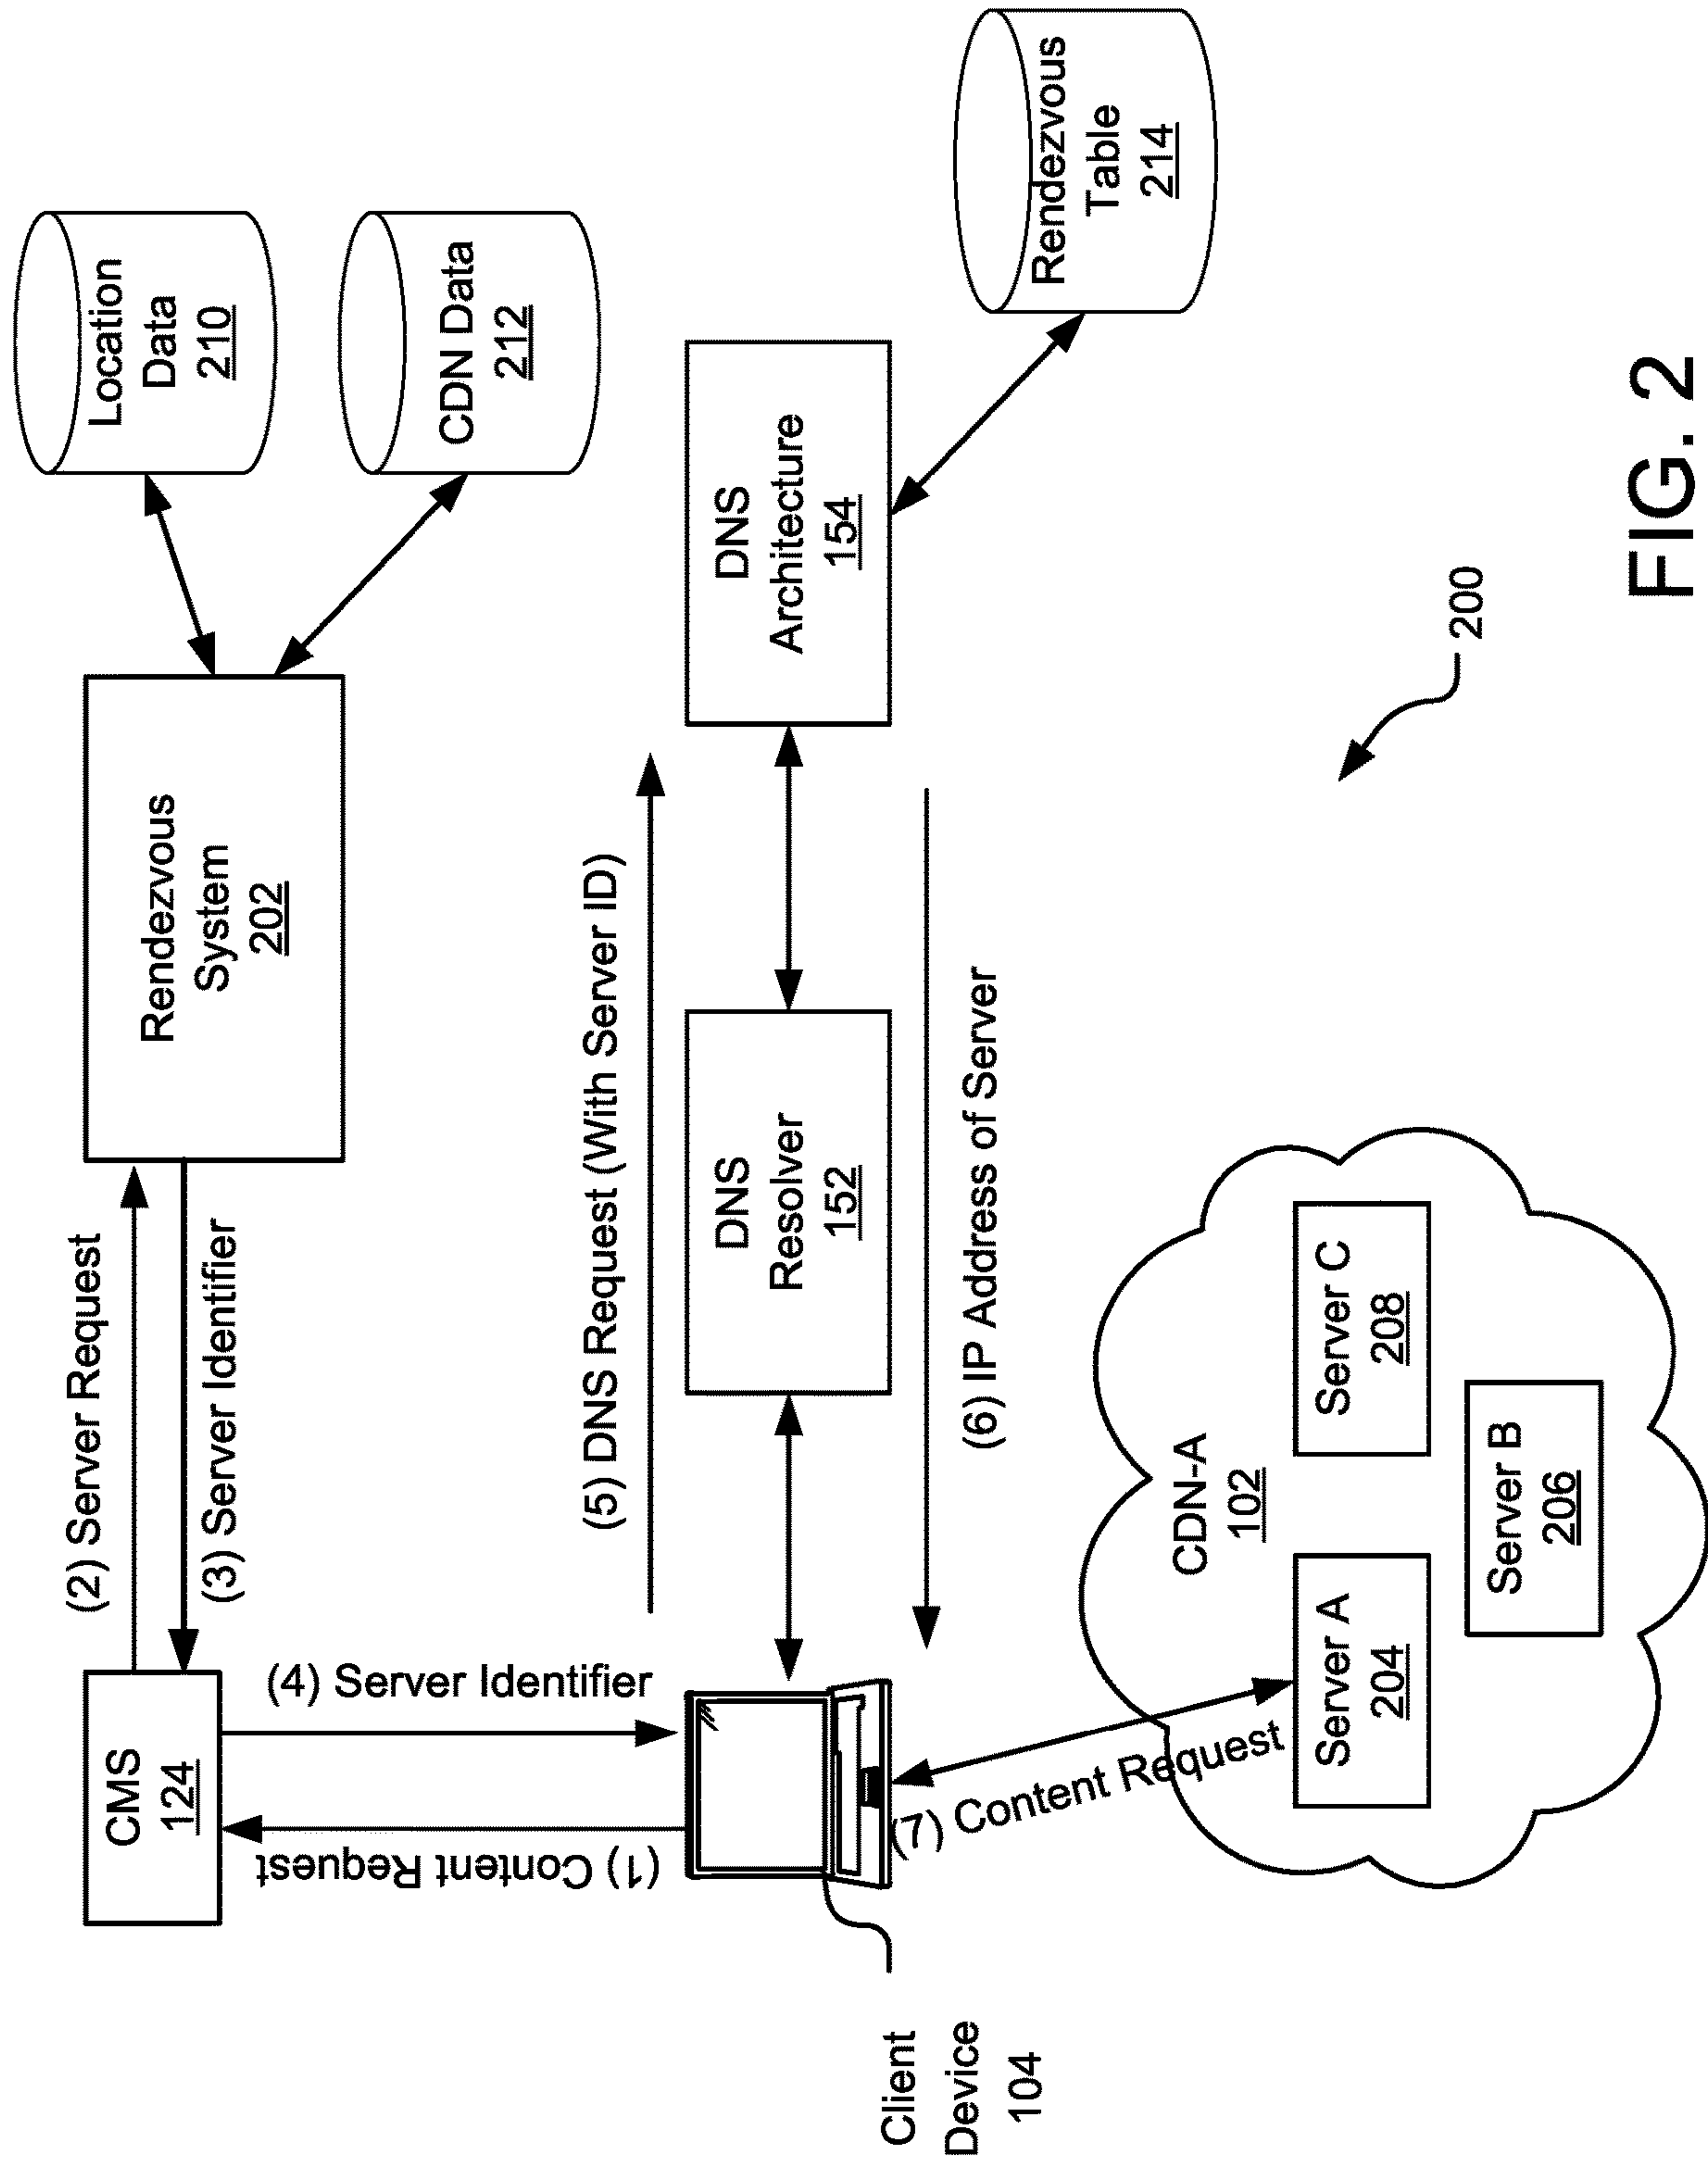 CMS
124
(2) Server Request
(3) Server Identifier
Rendezvous
System
202
Location
Data
210
CDN Data
212
(1) Content Request
(4) Server Identifier
(5) DNS Request (With Server ID)
DNS
Resolver
152
DNS
Architecture
154
(6) IP Address of Server
Rendezvous
Table
214
Client
Device
104
(7) Content Request
CDN-A
102
Server A
204
Server C
208
Server B
206
200
FIG. 2